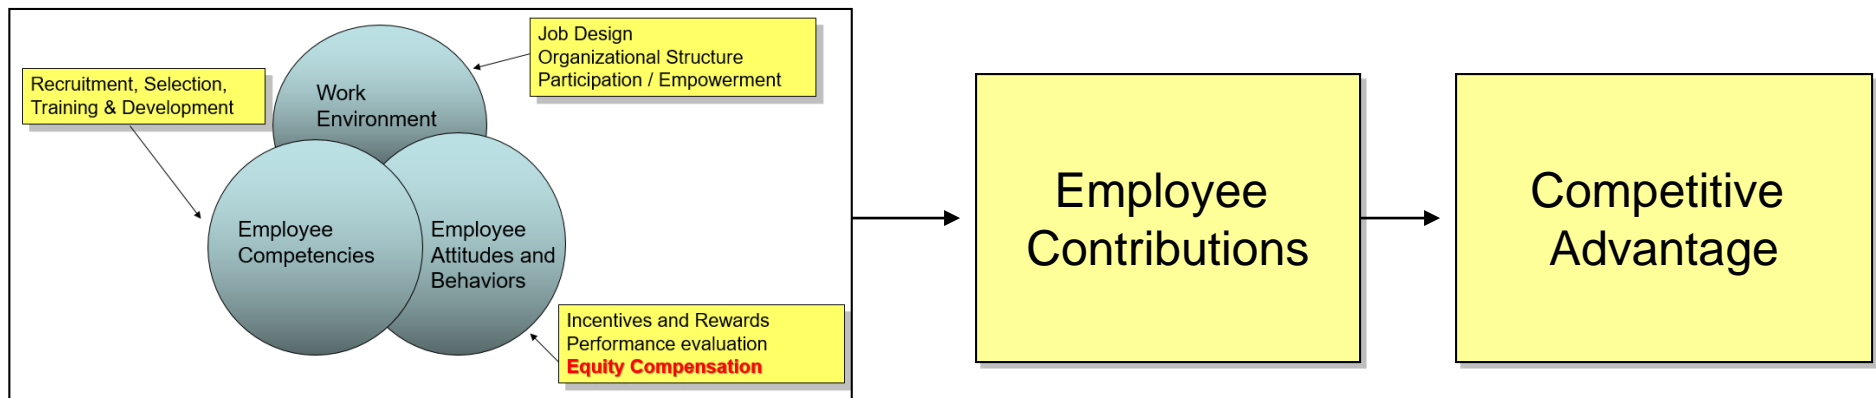 Job Design
Organizational Structure
Participation / Empowerment
Recruitment, Selection,
Training & Development
Work
Environment
Employee
Competencies
Employee
Attitudes and
Behaviors
Incentives and Rewards
Performance evaluation
Equity Compensation
Employee
Contributions
Competitive
Advantage